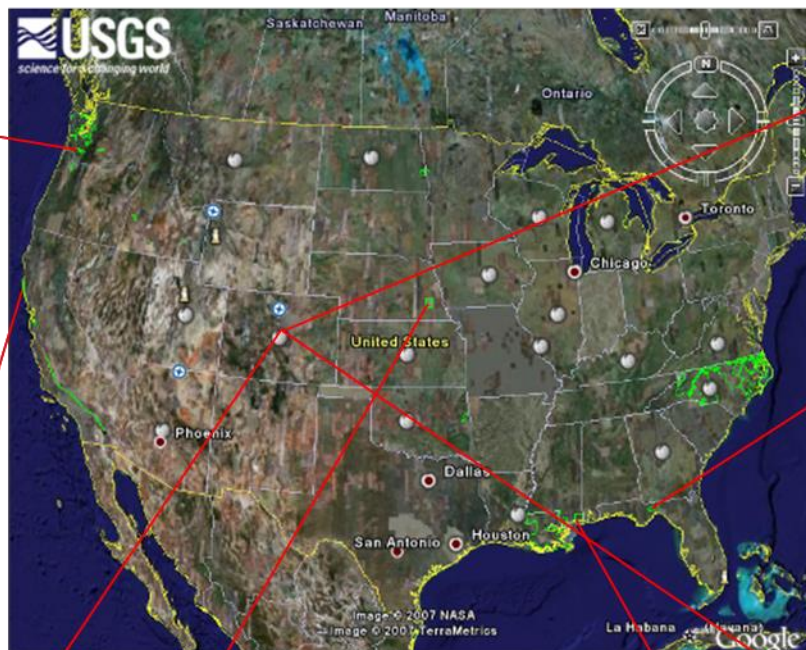 Saskatchewan
Manitoba
USGS
science for a changing world
N
Ontario
Toronto
Chicago
United States
Phoenix
Dallas
San Antonio
Houston
Image © 2007 NASA
Image © 2007 TerraMetrics
La Habana (Havana)
Google